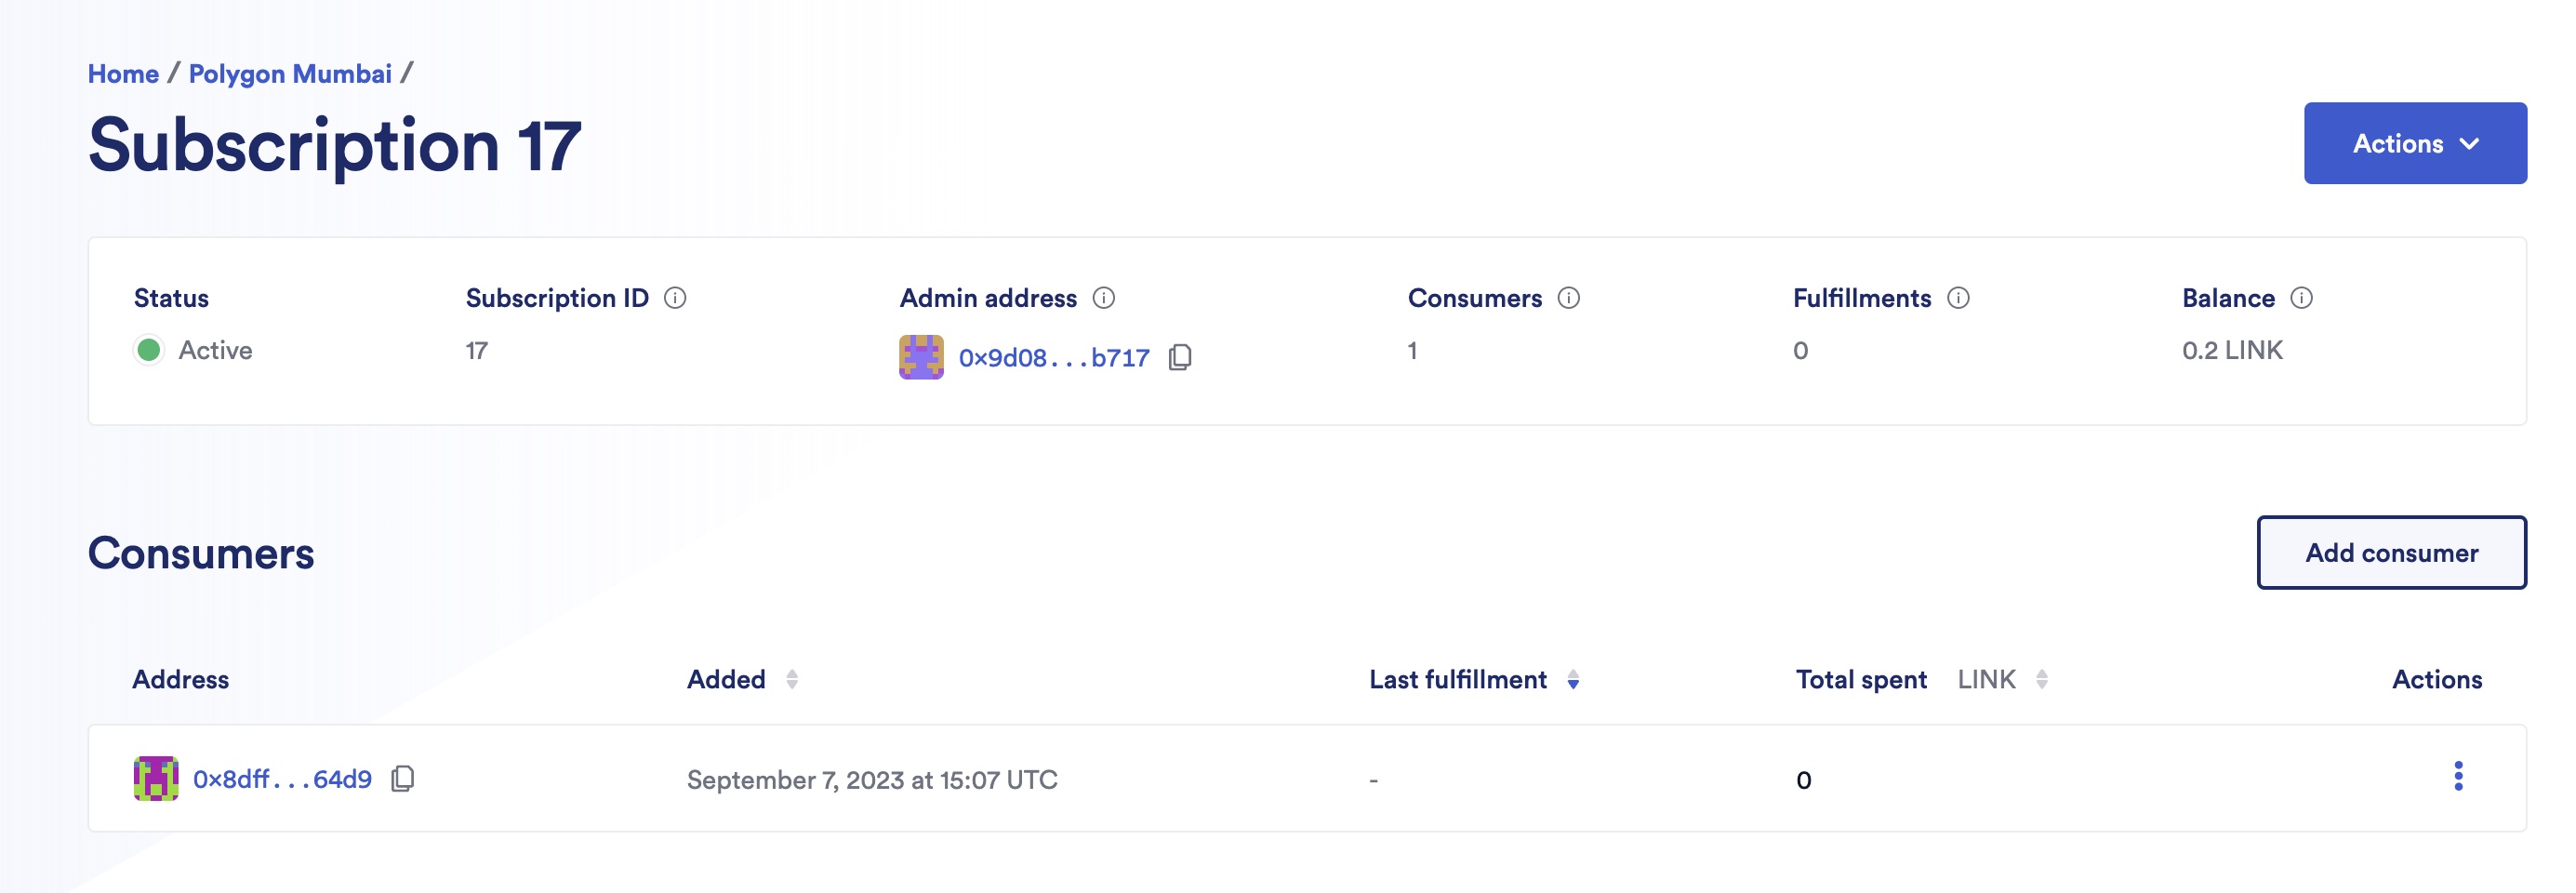 Home / Polygon Mumbai /
Subscription 17
Actions
Status Subscription ID Admin address Consumers Fulfillments Balance
Active 17 0x9d08...b717 1 0 0.2 LINK
Consumers
Add consumer
Address Added Last fulfillment Total spent LINK Actions
0x8dff...64d9 September 7, 2023 at 15:07 UTC - 0